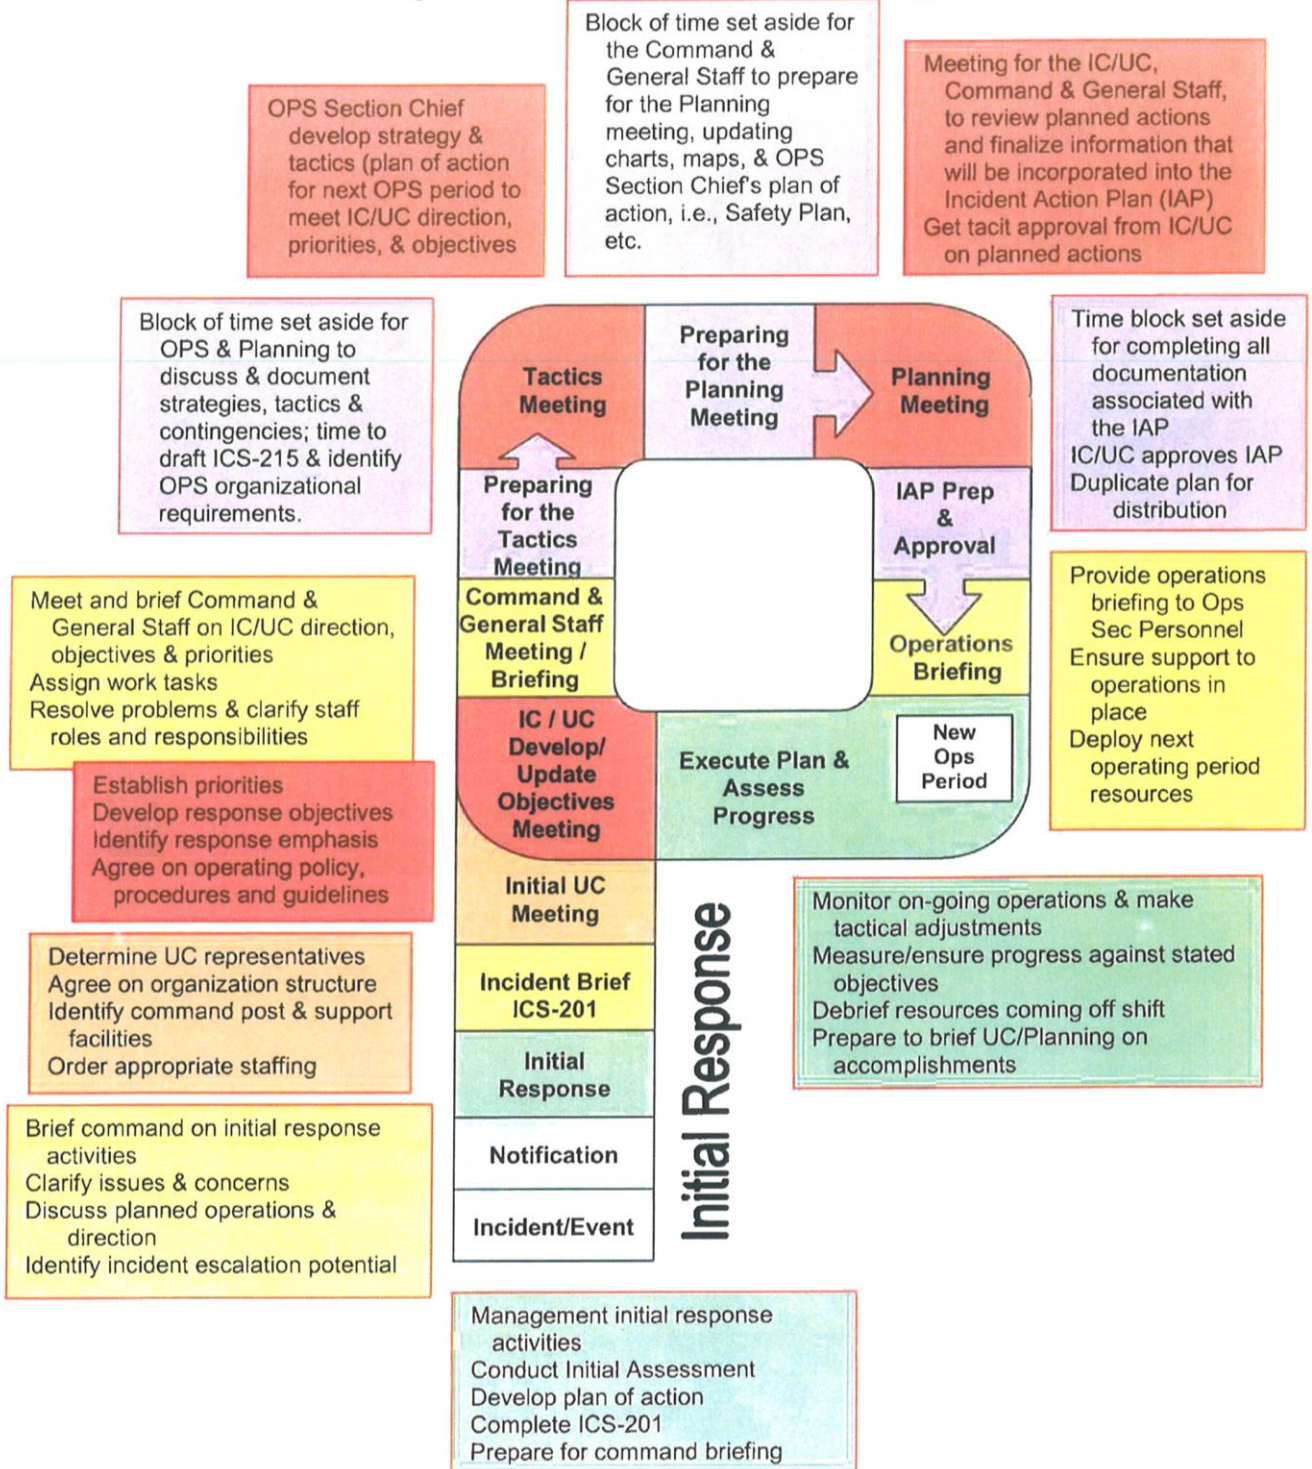 Block of time set aside for
the Command &
General Staff to prepare
for the Planning
meeting, updating
charts, maps, & OPS
Section Chief's plan of
action, i.e., Safety Plan,
etc.
OPS Section Chief
develop strategy &
tactics (plan of action
for next OPS period to
meet IC/UC direction,
priorities, & objectives
Meeting for the IC/UC,
Command & General Staff,
to review planned actions
and finalize information that
will be incorporated into the
Incident Action Plan (IAP)
Get tacit approval from IC/UC
on planned actions
Block of time set aside for
OPS & Planning to
discuss & document
strategies, tactics &
contingencies; time to
draft ICS-215 & identify
OPS organizational
requirements.
Tactics
Meeting
Preparing
for the
Planning
Meeting
Planning
Meeting
Time block set aside
for completing all
documentation
associated with
the IAP
IC/UC approves IAP
Duplicate plan for
distribution
Preparing
for the
Tactics
Meeting
IAP Prep
&
Approval
Meet and brief Command &
General Staff on IC/UC direction,
objectives & priorities
Assign work tasks
Resolve problems & clarify staff
roles and responsibilities
Command &
General Staff
Meeting /
Briefing
Operations
Briefing
Provide operations
briefing to Ops
Sec Personnel
Ensure support to
operations in
place
Deploy next
operating period
resources
Establish priorities
Develop response objectives
Identify response emphasis
Agree on operating policy,
procedures and guidelines
IC / UC
Develop/
Update
Objectives
Meeting
Execute Plan &
Assess
Progress
New
Ops
Period
Initial UC
Meeting
Initial Response
Monitor on-going operations & make
tactical adjustments
Measure/ensure progress against stated
objectives
Debrief resources coming off shift
Prepare to brief UC/Planning on
accomplishments
Determine UC representatives
Agree on organization structure
Identify command post & support
facilities
Order appropriate staffing
Incident Brief
ICS-201
Initial
Response
Brief command on initial response
activities
Clarify issues & concerns
Discuss planned operations &
direction
Identify incident escalation potential
Notification
Incident/Event
Management initial response
activities
Conduct Initial Assessment
Develop plan of action
Complete ICS-201
Prepare for command briefing